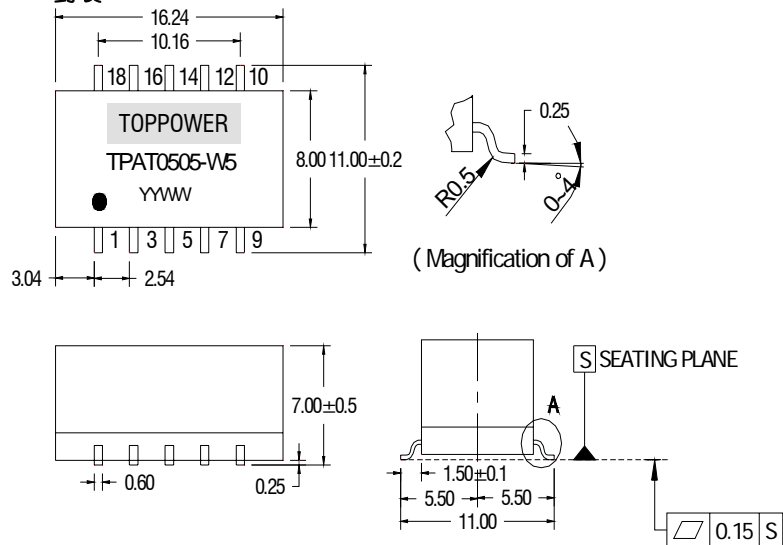 16.24
10.16
18 16 14 12 10
TOPPOWER
TPAT0505-W5
YYWW
8.00 11.00±0.2
1 3 5 7 9
3.04
2.54
0.25
R0.5
0~4°
( Magnification of A )
7.00±0.5
0.60
0.25
S SEATING PLANE
A
1.50±0.1
5.50 5.50
11.00
0.15 S